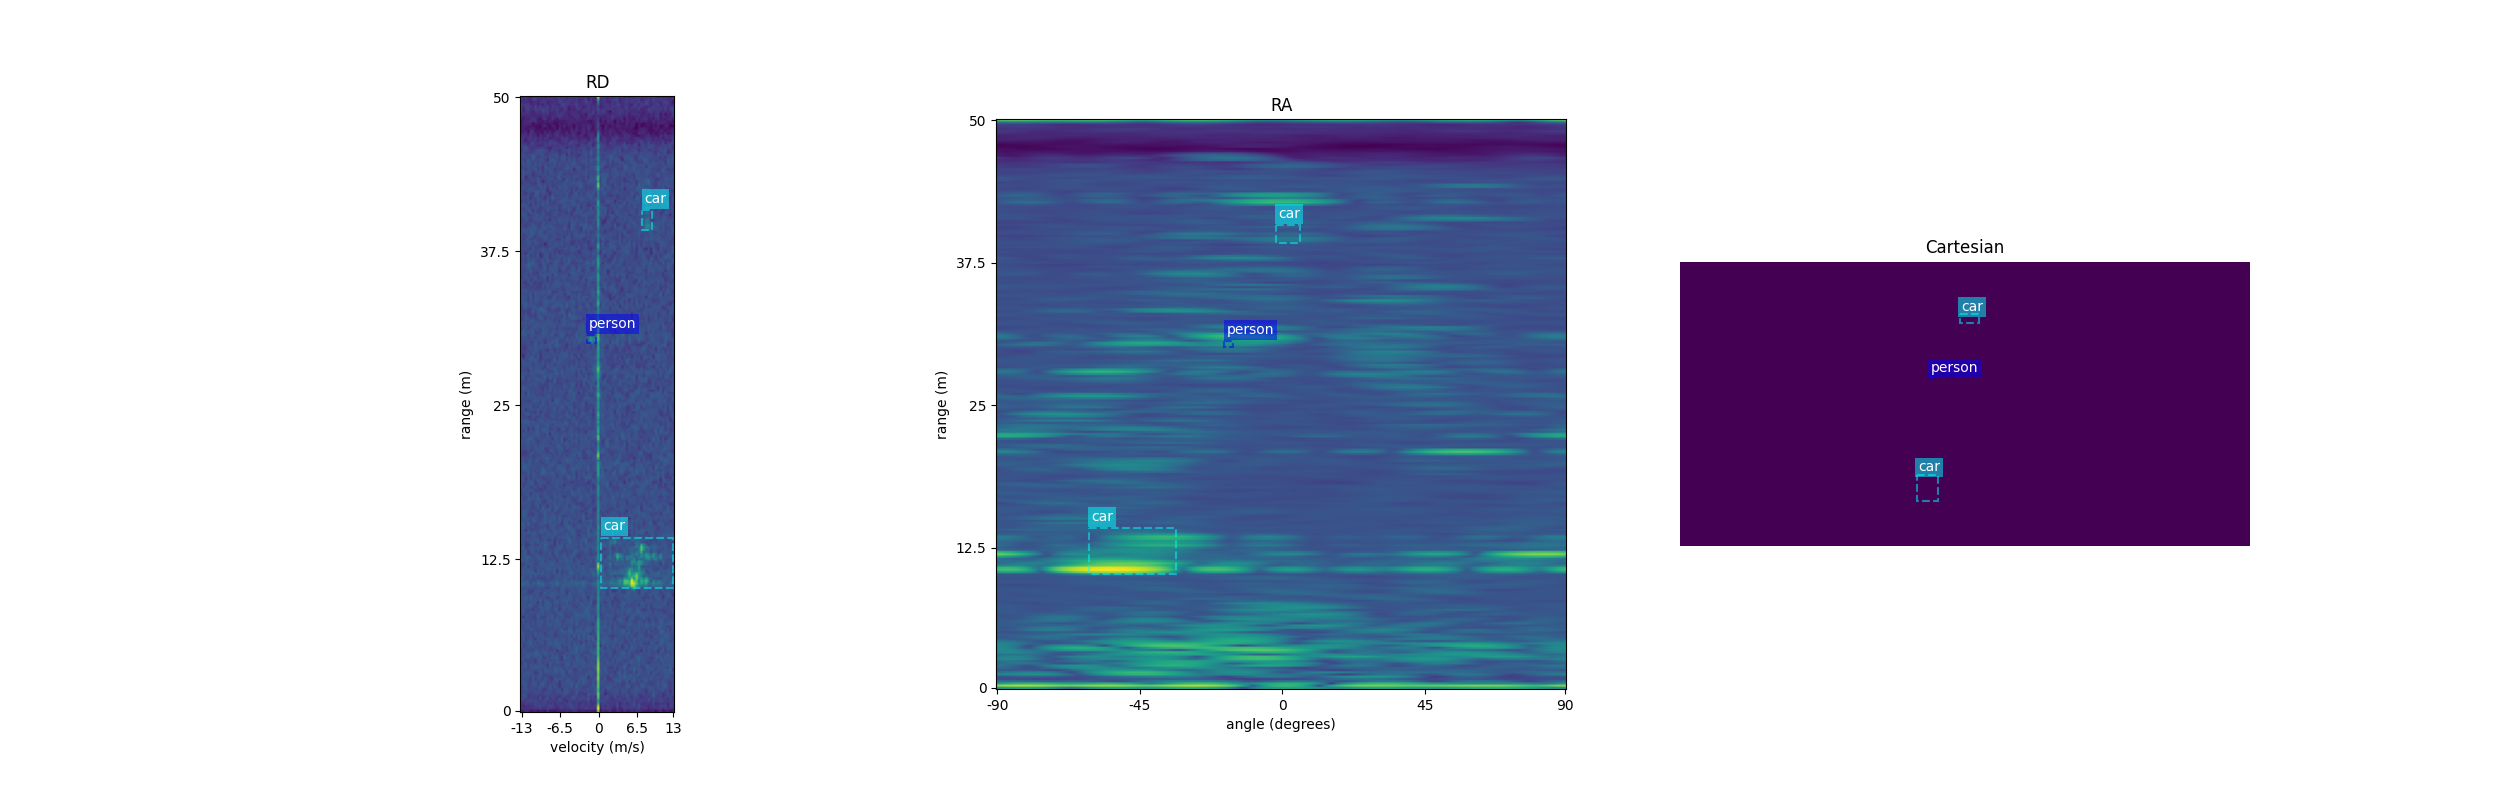 RD
50
37.5
25
12.5
0
range (m)
-13 -6.5 0 6.5 13
velocity (m/s)
car
person
car
RA
50
37.5
25
12.5
0
range (m)
-90 -45 0 45 90
angle (degrees)
car
person
car
Cartesian
car
person
car